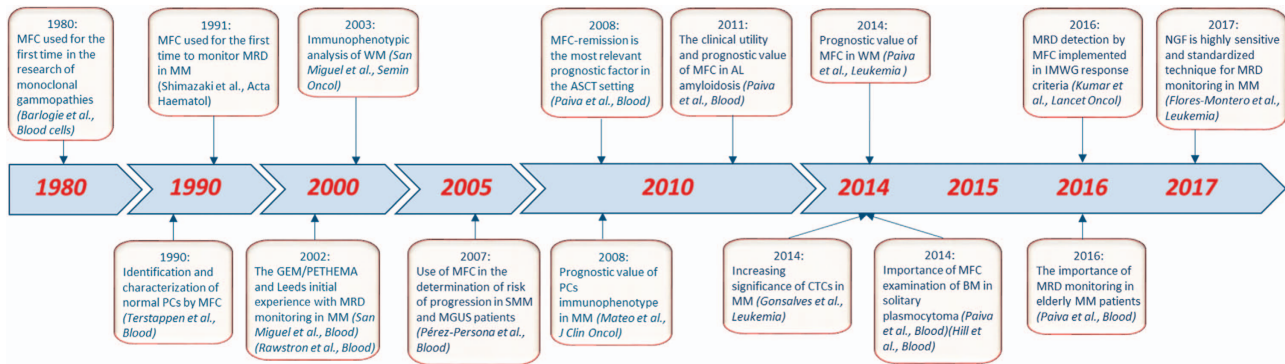 1980:
MFC used for the
first time in the
research of
monoclonal
gammopathies
(Barlogie et al.,
Blood cells)
1991:
MFC used for the first
time to monitor MRD
in MM
(Shimazaki et al., Acta
Haematol)
2003:
Immunophenotypic
analysis of WM (San
Miguel et al., Semin
Oncol)
2008:
MFC-remission is the
most relevant
prognostic factor in
the ASCT setting
(Paiva et al., Blood)
2011:
The clinical utility
and prognostic
value of MFC in AL
amyloidosis (Paiva
et al., Blood)
2014:
Prognostic value of
MFC in WM (Paiva
et al., Leukemia )
2016:
MRD detection by
MFC implemented
in IMWG response
criteria (Kumar et
al., Lancet Oncol)
2017:
NGF is highly sensitive
and standardized
technique for MRD
monitoring in MM
(Flores-Montero et al.,
Leukemia)
1980
1990
2000
2005
2010
2014
2015
2016
2017
1990:
Identification and
characterization of
normal PCs by MFC
(Terstappen et al.,
Blood)
2002:
The GEM/PETHEMA
and Leeds initial
experience with MRD
monitoring in MM (San
Miguel et al., Blood)
(Rawstron et al., Blood)
2007:
Use of MFC in the
determination of risk
of progression in SMM
and MGUS patients
(Pérez-Persona et al.,
Blood)
2008:
Prognostic value of
PCs
immunophenotype
in MM (Mateo et al.,
J Clin Oncol)
2014:
Increasing
significance of CTCs in
MM (Gonsalves et al.,
Leukemia)
2014:
Importance of MFC
examination of BM in
solitary
plasmocytoma (Paiva
et al., Blood)(Hill et
al., Blood)
2016:
The importance of
MRD monitoring in
elderly MM patients
(Paiva et al., Blood)